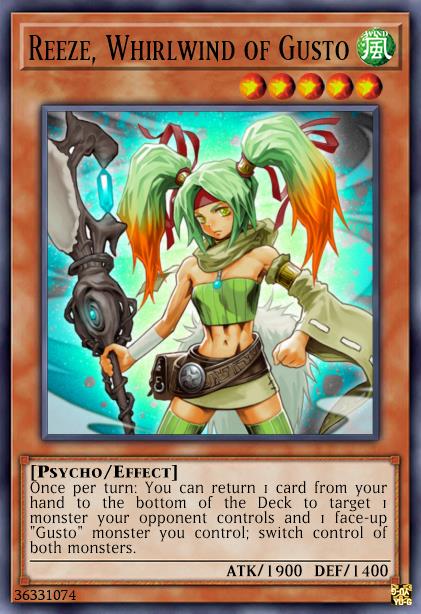 REEZE, WHIRLWIND OF GUSTO
WIND
風
[PSYCHO/EFFECT]
Once per turn: You can return 1 card from your
hand to the bottom of the Deck to target 1
monster your opponent controls and 1 face-up
"Gusto" monster you control; switch control of
both monsters.
ATK/1900 DEF/1400
36331074